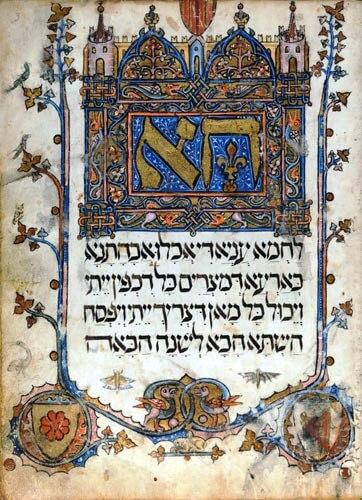 הא
לחמא עניא די אכלו אבהתנא
בארעא דמצרים כל דכפין ייתי
וייכול כל מאן דצריך ייתי ויפסח
השתא הכא לשנה הבאה